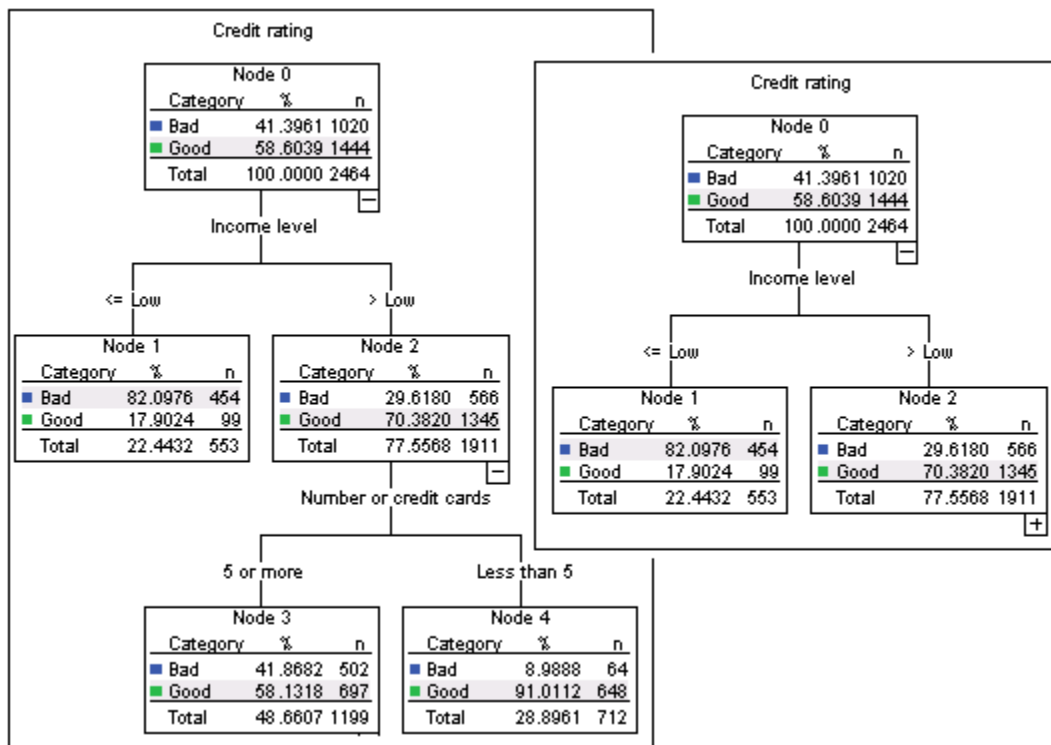 Credit rating
Node 0
Category % n
Bad 41.3961 1020
Good 58.6039 1444
Total 100.0000 2464
Income level
<= Low > Low
Node 1
Category % n
Bad 82.0976 454
Good 17.9024 99
Total 22.4432 553
Node 2
Category % n
Bad 29.6180 566
Good 70.3820 1345
Total 77.5568 1911
Number or credit cards
5 or more Less than 5
Node 3
Category % n
Bad 41.8682 502
Good 58.1318 697
Total 48.6607 1199
Node 4
Category % n
Bad 8.9888 64
Good 91.0112 648
Total 28.8961 712
Credit rating
Node 0
Category % n
Bad 41.3961 1020
Good 58.6039 1444
Total 100.0000 2464
Income level
<= Low > Low
Node 1
Category % n
Bad 82.0976 454
Good 17.9024 99
Total 22.4432 553
Node 2
Category % n
Bad 29.6180 566
Good 70.3820 1345
Total 77.5568 1911